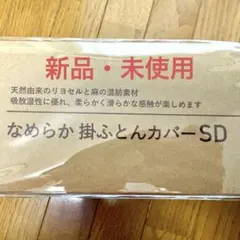 新品・未使用
天然由来のリヨセルと麻の混紡素材
吸放湿性に優れ、柔らかく滑らかな感触が楽しめます
なめらか 掛ふとんカバーSD